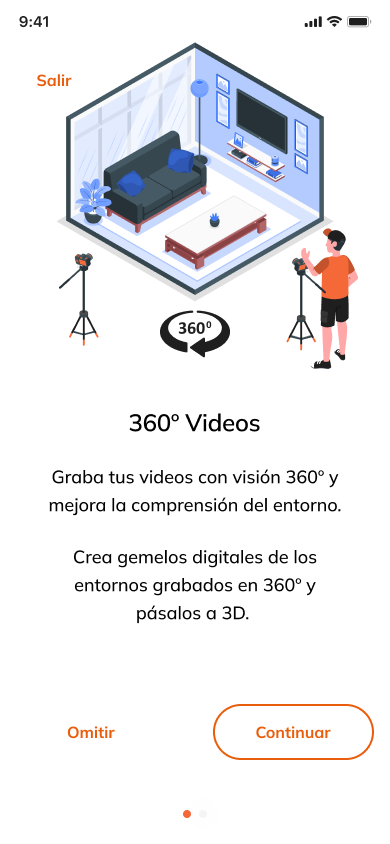 9:41
Salir
360º
360º Videos
Graba tus videos con visión 360º y
mejora la comprensión del entorno.
Crea gemelos digitales de los
entornos grabados en 360º y
pásalos a 3D.
Omitir
Continuar